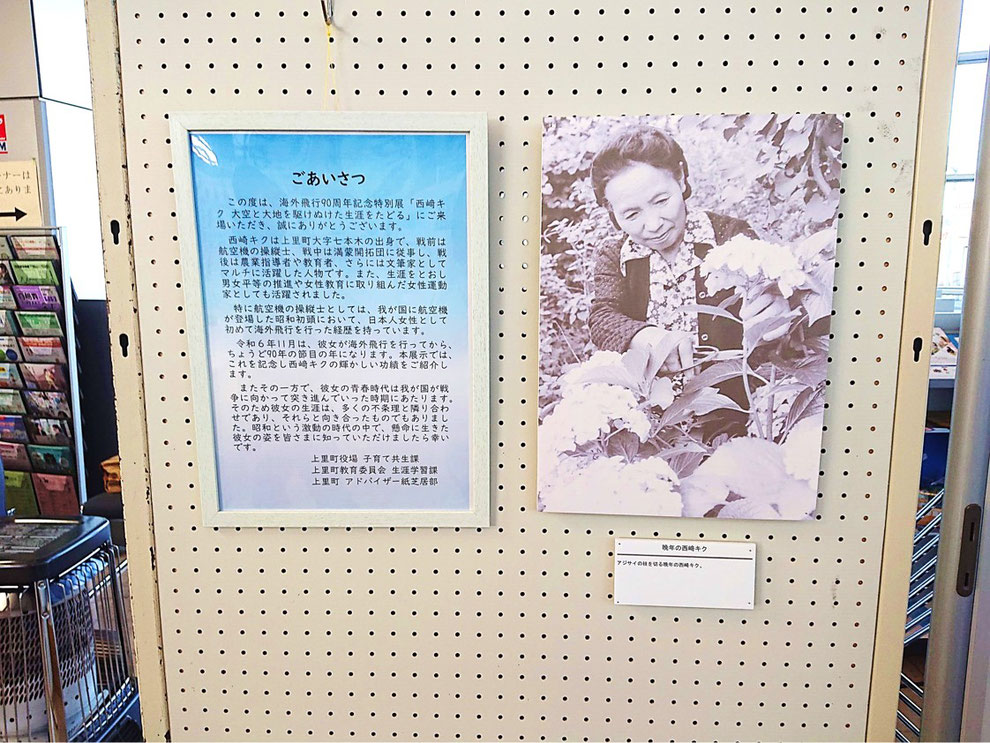 ごあいさつ
この度は、海外飛行90周年記念特別展「西﨑キ
ク 大空と大地を駆けぬけた生涯をたどる」にご来
場いただき、誠にありがとうございます。
西﨑キクは上里町大字七本木の出身で、戦前は
航空機の操縦士、戦中は満蒙開拓団に従事し、戦
後は農業指導者や教育者、さらには文筆家として
マルチに活躍した人物です。また、生涯をとおし
男女平等の推進や女性教育に取り組んだ女性運動
家としても活躍されました。
特に航空機の操縦士としては、我が国に航空機
が登場した昭和初頭において、日本人女性として
初めて海外飛行を行った経歴を持っています。
令和６年11月は、彼女が海外飛行を行ってから、
ちょうど90年の節目の年になります。本展示では、
これを記念し西﨑キクの輝かしい功績をご紹介し
ます。
またその一方で、彼女の青春時代は我が国が戦
争に向かって突き進んでいった時期にあたります。
そのため彼女の生涯は、多くの不条理と隣り合わ
せであり、それらと向き合ったものでもありまし
た。昭和という激動の時代の中で、懸命に生きた
彼女の姿を皆さまに知っていただけましたら幸い
です。
上里町役場 子育て共生課
上里町教育委員会 生涯学習課
上里町 アドバイザー紙芝居部
晩年の西﨑キク
アジサイの枝を切る晩年の西﨑キク。
ナーは
にありま